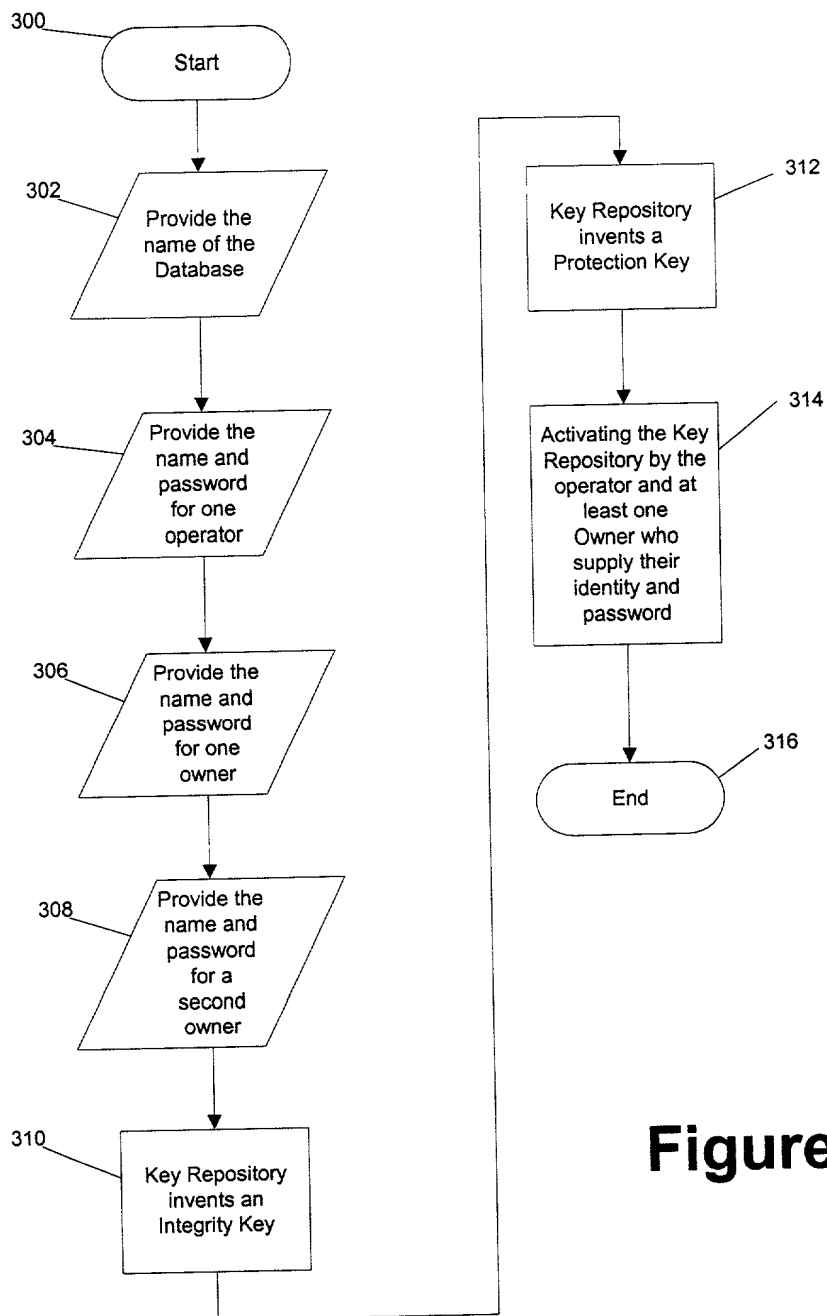 300
Start
302
Provide the
name of the
Database
304
Provide the
name and
password
for one
operator
306
Provide the
name and
password
for one
owner
308
Provide the
name and
password
for a
second
owner
310
Key Repository
invents an
Integrity Key
312
Key Repository
invents a
Protection Key
314
Activating the Key
Repository by the
operator and at
least one
Owner who
supply their
identity and
password
316
End
Figure